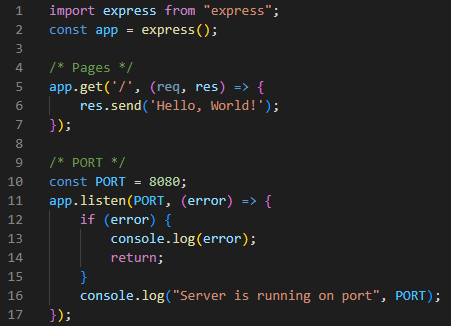 1 import express from "express";
2 const app = express();
3
4 /* Pages */
5 app.get('/', (req, res) => {
6     res.send('Hello, World!');
7 });
8
9 /* PORT */
10 const PORT = 8080;
11 app.listen(PORT, (error) => {
12     if (error) {
13         console.log(error);
14         return;
15     }
16     console.log("Server is running on port", PORT);
17 });